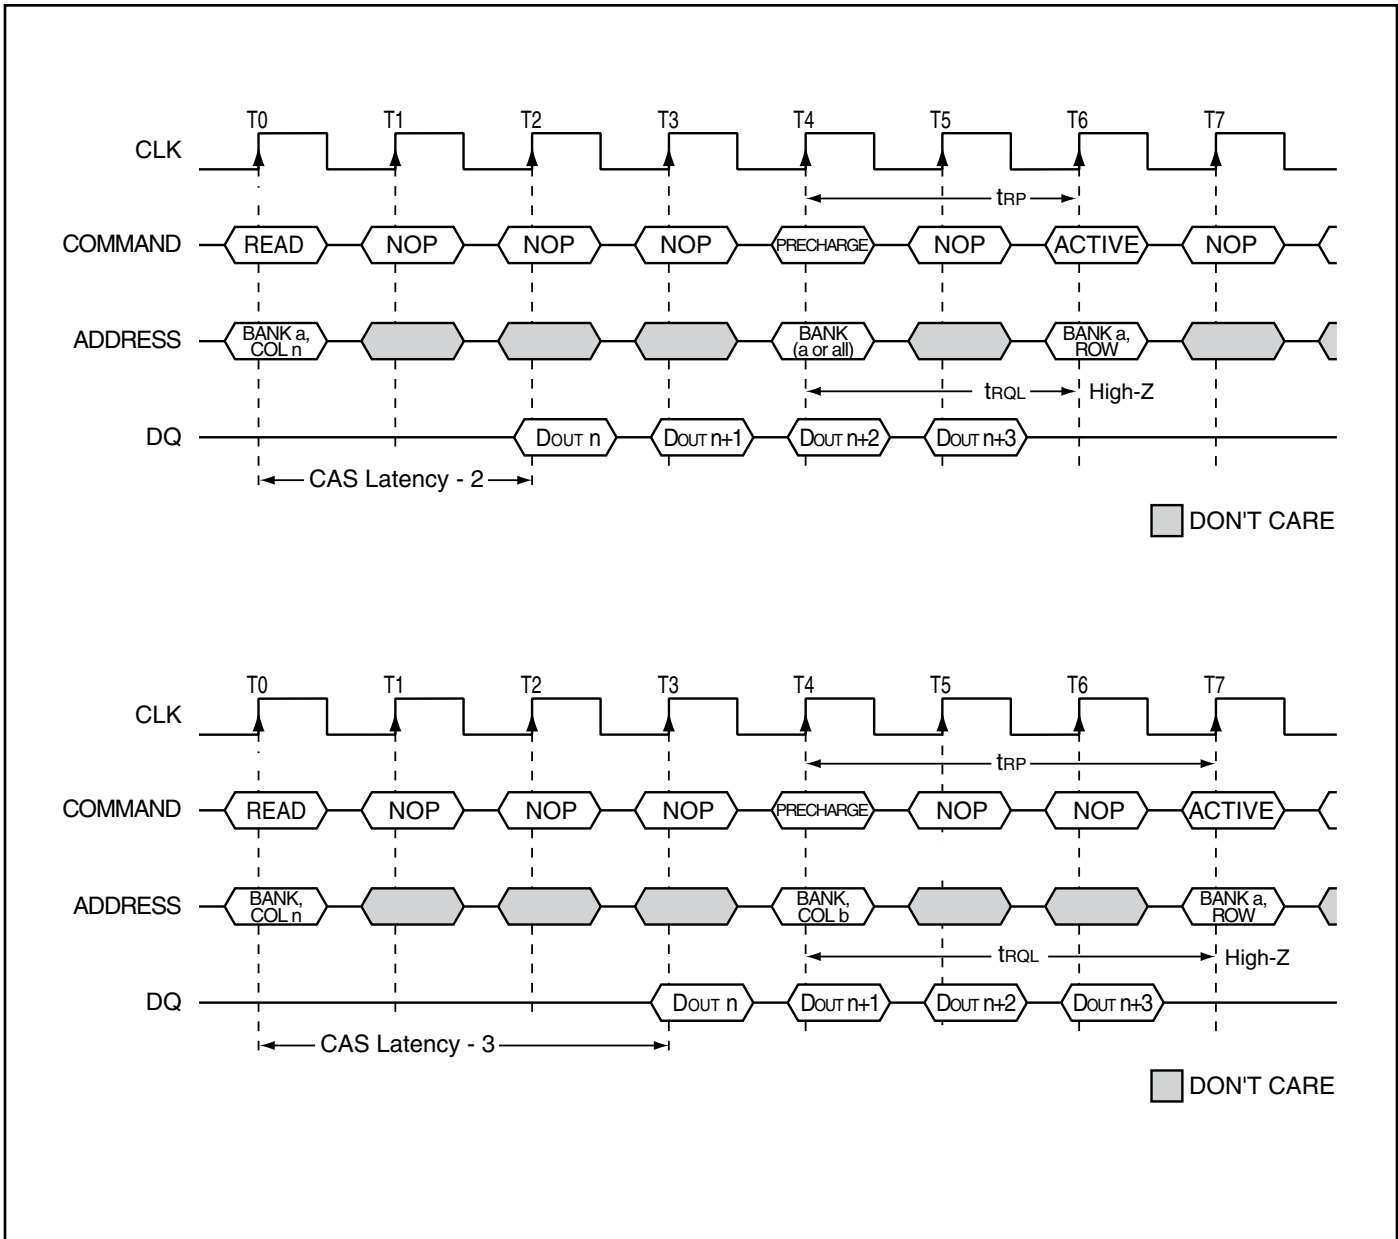 T0 T1 T2 T3 T4 T5 T6 T7
CLK
tRP
COMMAND READ NOP NOP NOP PRECHARGE NOP ACTIVE NOP
ADDRESS BANK a, COL n BANK (a or all) BANK a, ROW
tRQL High-Z
DQ DOUT n DOUT n+1 DOUT n+2 DOUT n+3
CAS Latency - 2
DON'T CARE
T0 T1 T2 T3 T4 T5 T6 T7
CLK
tRP
COMMAND READ NOP NOP NOP PRECHARGE NOP NOP ACTIVE
ADDRESS BANK, COL n BANK, COL b BANK a, ROW
tRQL High-Z
DQ DOUT n DOUT n+1 DOUT n+2 DOUT n+3
CAS Latency - 3
DON'T CARE